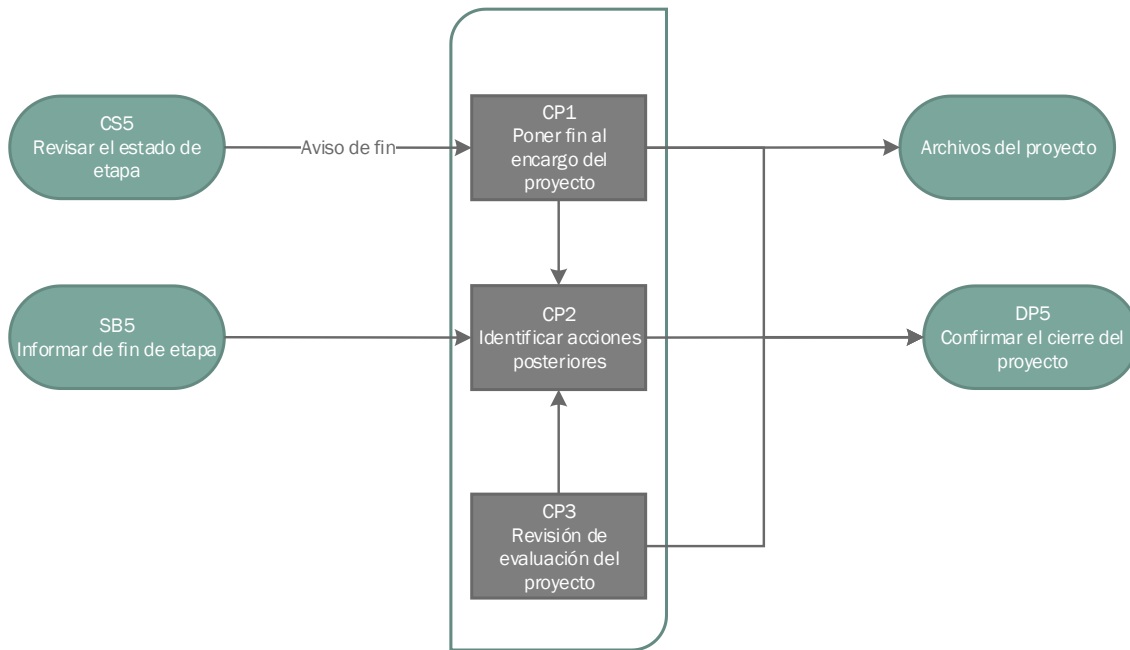 CS5
Revisar el estado de
etapa
Aviso de fin
CP1
Poner fin al
encargo del
proyecto
Archivos del proyecto
SB5
Informar de fin de etapa
CP2
Identificar acciones
posteriores
DP5
Confirmar el cierre del
proyecto
CP3
Revisión de
evaluación del
proyecto